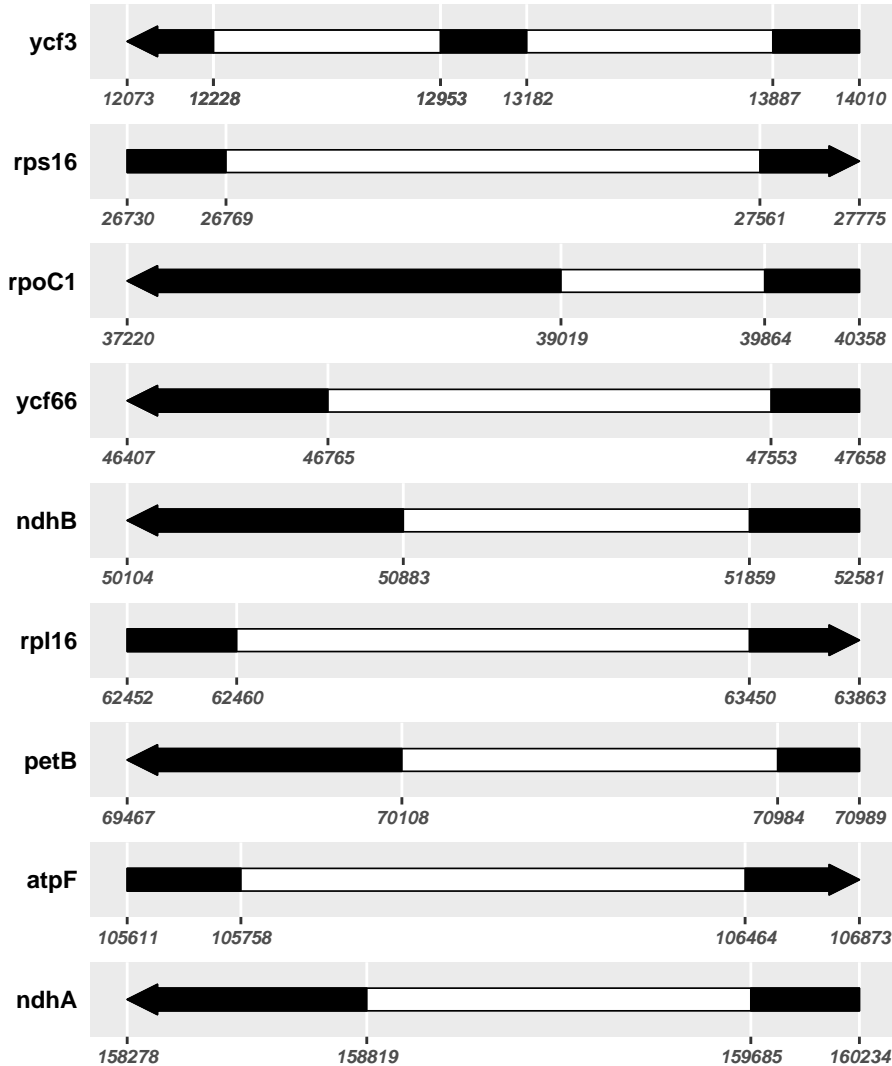 ycf3
12073 12228 12953 13182 13887 14010
rps16
26730 26769 27561 27775
rpoC1
37220 39019 39864 40358
ycf66
46407 46765 47553 47658
ndhB
50104 50883 51859 52581
rpl16
62452 62460 63450 63863
petB
69467 70108 70984 70989
atpF
105611 105758 106464 106873
ndhA
158278 158819 159685 160234